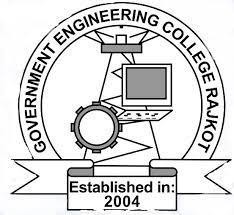 GOVERNMENT ENGINEERING COLLEGE RAJKOT
Established in:
2004